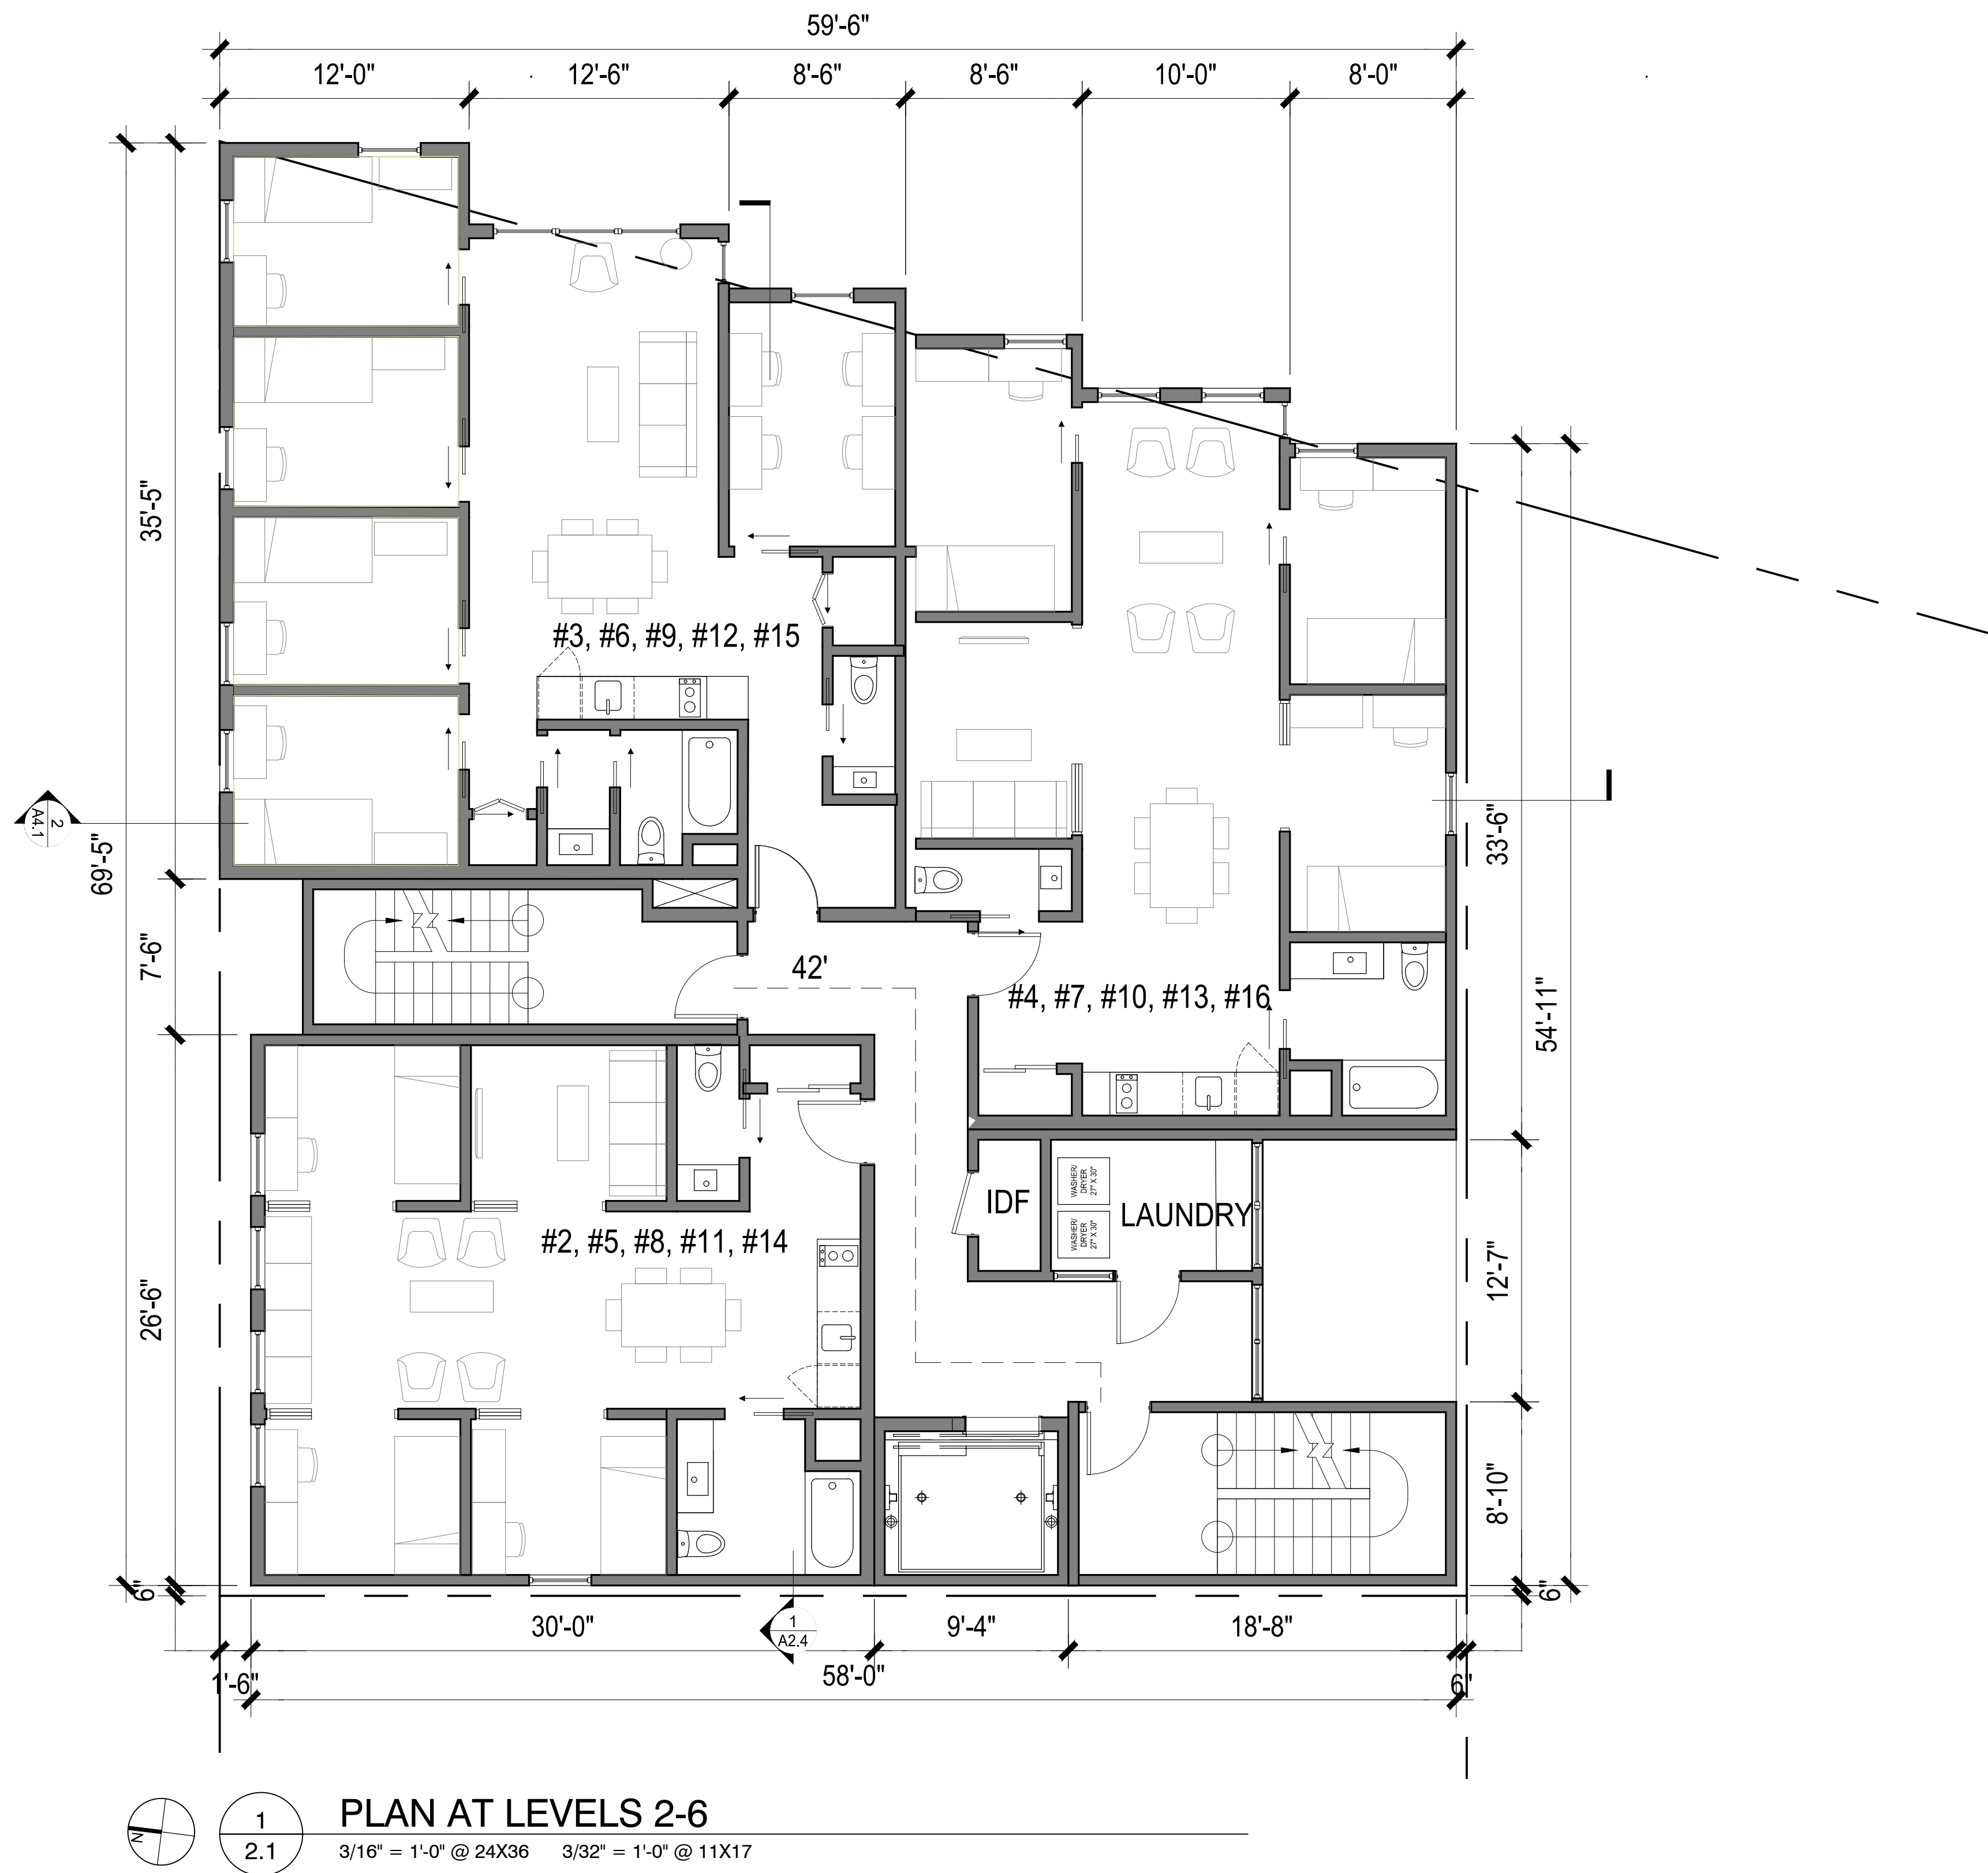 59'-6"
12'-0"
12'-6"
8'-6"
8'-6"
10'-0"
8'-0"
35'-5"
69'-5"
7'-6"
26'-6"
6"
#3, #6, #9, #12, #15
2
A4.1
42'
#4, #7, #10, #13, #16
33'-6"
54'-11"
12'-7"
8'-10"
6"
IDF
WASHER/
DRYER
27" X 30"
WASHER/
DRYER
27" X 30"
LAUNDRY
#2, #5, #8, #11, #14
30'-0"
1
A2.4
9'-4"
18'-8"
1'-6"
58'-0"
6"
N
1
2.1
PLAN AT LEVELS 2-6
3/16" = 1'-0" @ 24X36 3/32" = 1'-0" @ 11X17